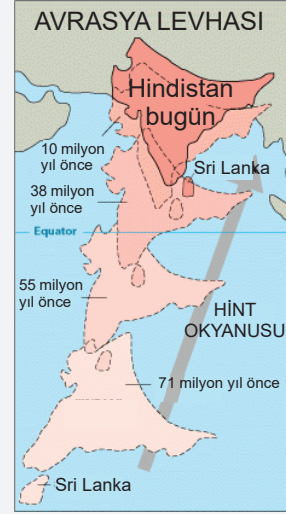 AVRASYA LEVHASI
Hindistan
bugün
10 milyon
yıl önce
Sri Lanka
38 milyon
yıl önce
Equator
55 milyon
yıl önce
HİNT
OKYANUSU
71 milyon yıl önce
Sri Lanka